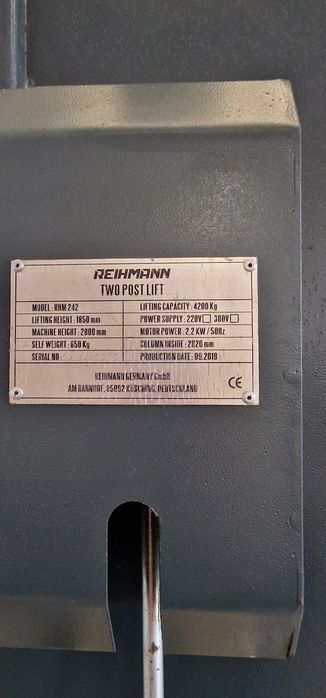 REIHMANN
TWO POST LIFT
MODEL : RHM 242 LIFTING CAPACITY : 4200 Kg
LIFTING HEIGHT : 1850 mm POWER SUPPLY : 220V 380V
MACHINE HEIGHT : 2800 mm MOTOR POWER : 2.2 KW / 50Hz
SELF WEIGHT : 650 Kg COLUMN INSIDE : 2820 mm
SERIAL NO : PRODUCTION DATE : 09.2019
REIHMANN GERMANY GmbH
AM BAHNHOF, 85092 KÖSCHING, DEUTSCHLAND
CE